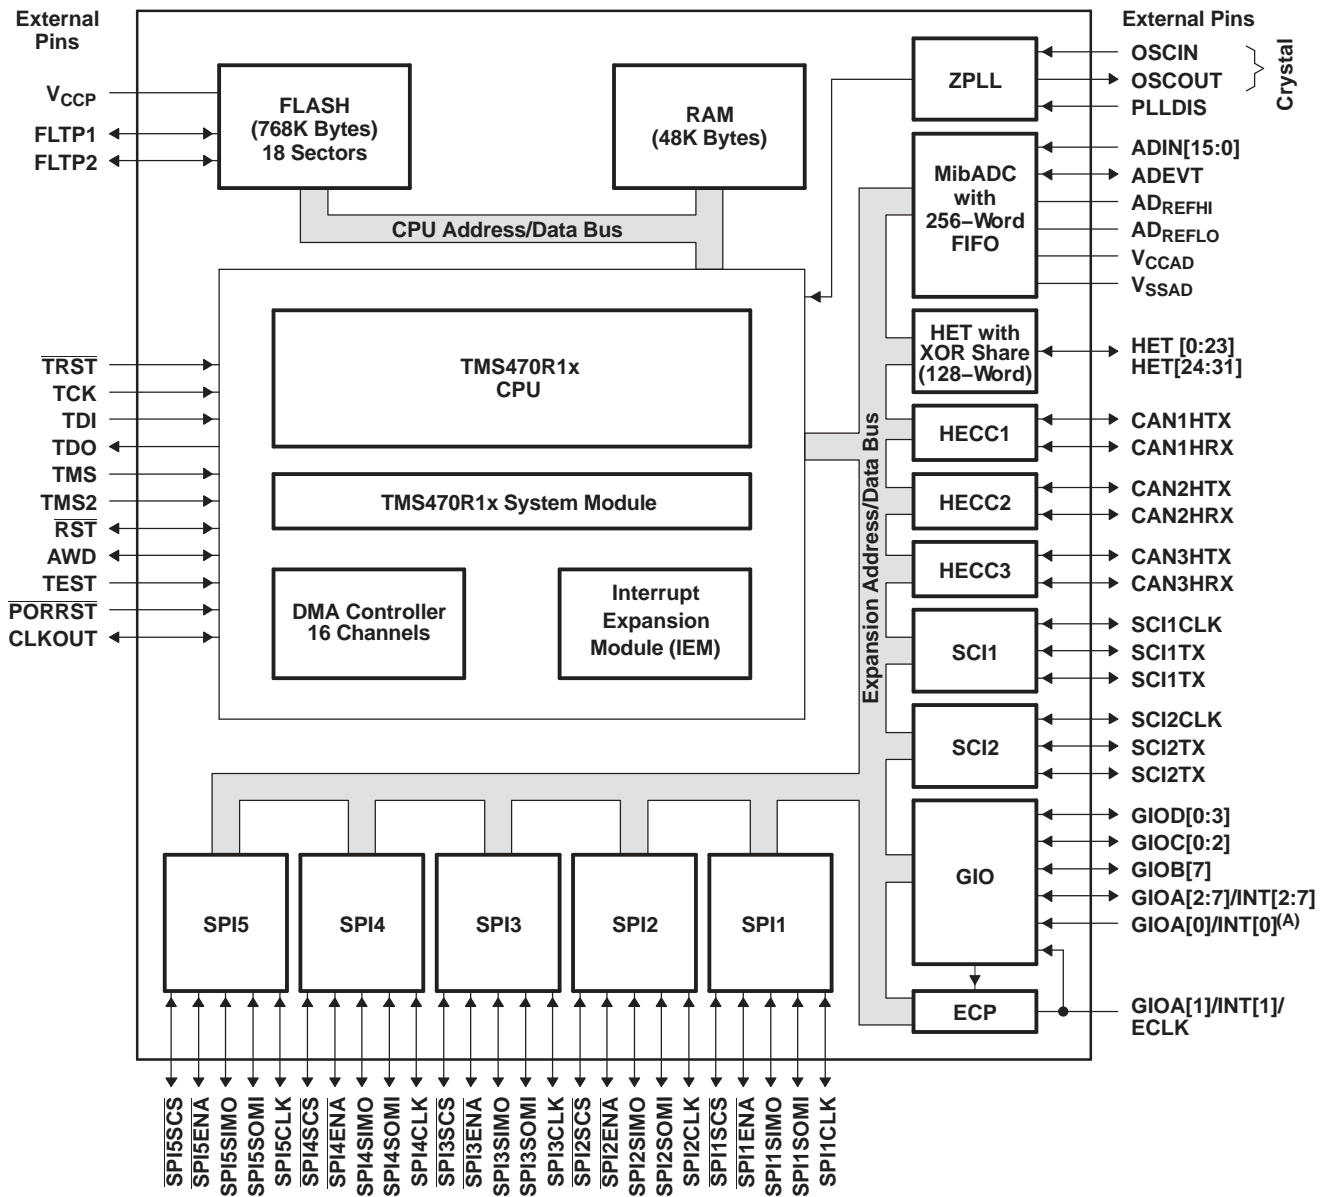 External
Pins
V_CCP
FLTP1
FLTP2
TRST
TCK
TDI
TDO
TMS
TMS2
RST
AWD
TEST
PORRST
CLKOUT
FLASH
(768K Bytes)
18 Sectors
RAM
(48K Bytes)
CPU Address/Data Bus
TMS470R1x
CPU
TMS470R1x System Module
DMA Controller
16 Channels
Interrupt
Expansion
Module (IEM)
Expansion Address/Data Bus
ZPLL
MibADC
with
256−Word
FIFO
HET with
XOR Share
(128−Word)
HECC1
HECC2
HECC3
SCI1
SCI2
GIO
ECP
External Pins
OSCIN
OSCOUT
Crystal
PLLDIS
ADIN[15:0]
ADEVT
AD_REFHI
AD_REFLO
V_CCAD
V_SSAD
HET [0:23]
HET[24:31]
CAN1HTX
CAN1HRX
CAN2HTX
CAN2HRX
CAN3HTX
CAN3HRX
SCI1CLK
SCI1TX
SCI1TX
SCI2CLK
SCI2TX
SCI2TX
GIOD[0:3]
GIOC[0:2]
GIOB[7]
GIOA[2:7]/INT[2:7]
GIOA[0]/INT[0](A)
GIOA[1]/INT[1]/
ECLK
SPI5
SPI4
SPI3
SPI2
SPI1
SPI5SCS
SPI5ENA
SPI5SIMO
SPI5SOMI
SPI5CLK
SPI4SCS
SPI4ENA
SPI4SIMO
SPI4SOMI
SPI4CLK
SPI3SCS
SPI3ENA
SPI3SIMO
SPI3SOMI
SPI3CLK
SPI2SCS
SPI2ENA
SPI2SIMO
SPI2SOMI
SPI2CLK
SPI1SCS
SPI1ENA
SPI1SIMO
SPI1SOMI
SPI1CLK